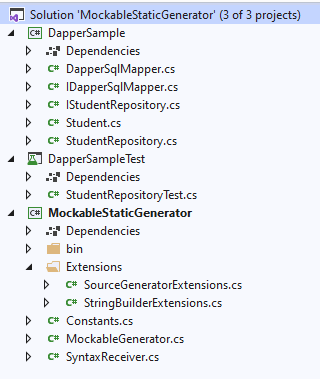 Solution 'MockableStaticGenerator' (3 of 3 projects)
C# DapperSample
Dependencies
C# DapperSqlMapper.cs
C# IDapperSqlMapper.cs
C# IStudentRepository.cs
C# Student.cs
C# StudentRepository.cs
DapperSampleTest
Dependencies
C# StudentRepositoryTest.cs
C# MockableStaticGenerator
Dependencies
bin
Extensions
C# SourceGeneratorExtensions.cs
C# StringBuilderExtensions.cs
C# Constants.cs
C# MockableGenerator.cs
C# SyntaxReceiver.cs